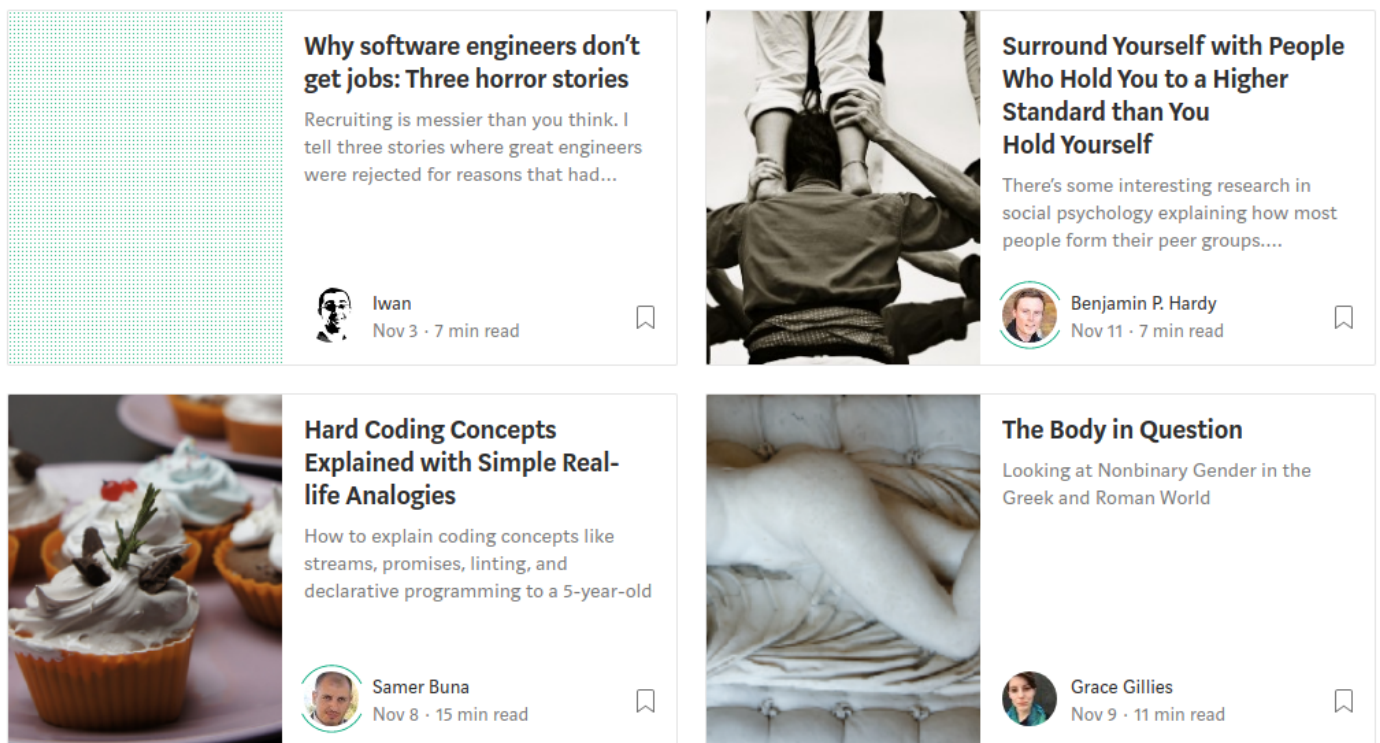 Why software engineers don't
get jobs: Three horror stories
Recruiting is messier than you think. I
tell three stories where great engineers
were rejected for reasons that had...
Iwan
Nov 3 · 7 min read
Surround Yourself with People
Who Hold You to a Higher
Standard than You
Hold Yourself
There's some interesting research in
social psychology explaining how most
people form their peer groups....
Benjamin P. Hardy
Nov 11 · 7 min read
Hard Coding Concepts
Explained with Simple Real-
life Analogies
How to explain coding concepts like
streams, promises, linting, and
declarative programming to a 5-year-old
Samer Buna
Nov 8 · 15 min read
The Body in Question
Looking at Nonbinary Gender in the
Greek and Roman World
Grace Gillies
Nov 9 · 11 min read